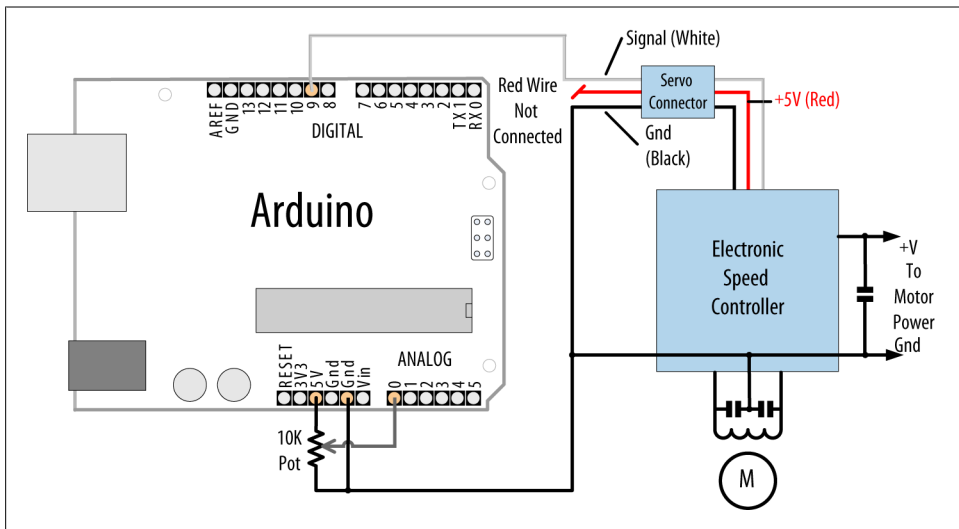 Signal (White)
Red Wire
Not
Connected
Servo
Connector
+5V (Red)
Gnd
(Black)
AREF
GND
13
12
11
10
9
8
7
6
5
4
3
2
TX 1
RX 0
DIGITAL
Arduino
Electronic
Speed
Controller
+V
To
Motor
Power
Gnd
ANALOG
RESET
3V3
5V
Gnd
Gnd
Vin
0
1
2
3
4
5
10K
Pot
M